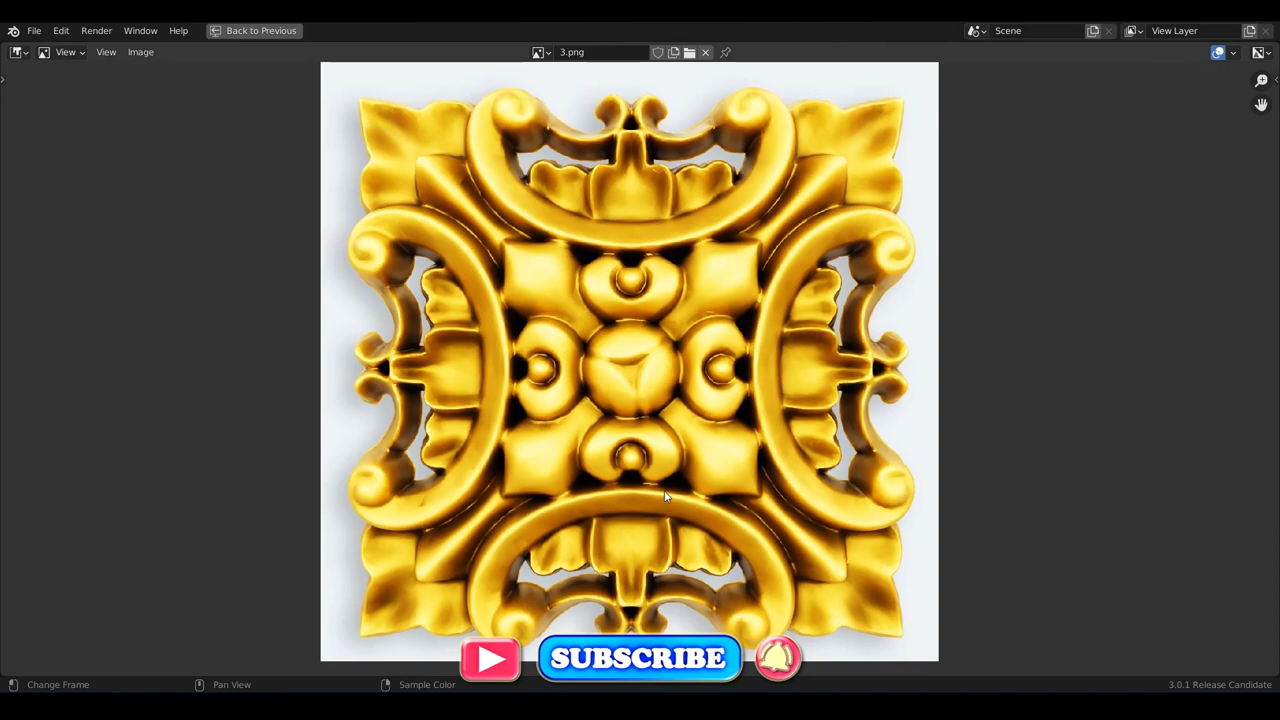 File Edit Render Window Help Back to Previous Scene View Layer
View View Image 3.png
SUBSCRIBE
Change Frame Pan View Sample Color 3.0.1 Release Candidate